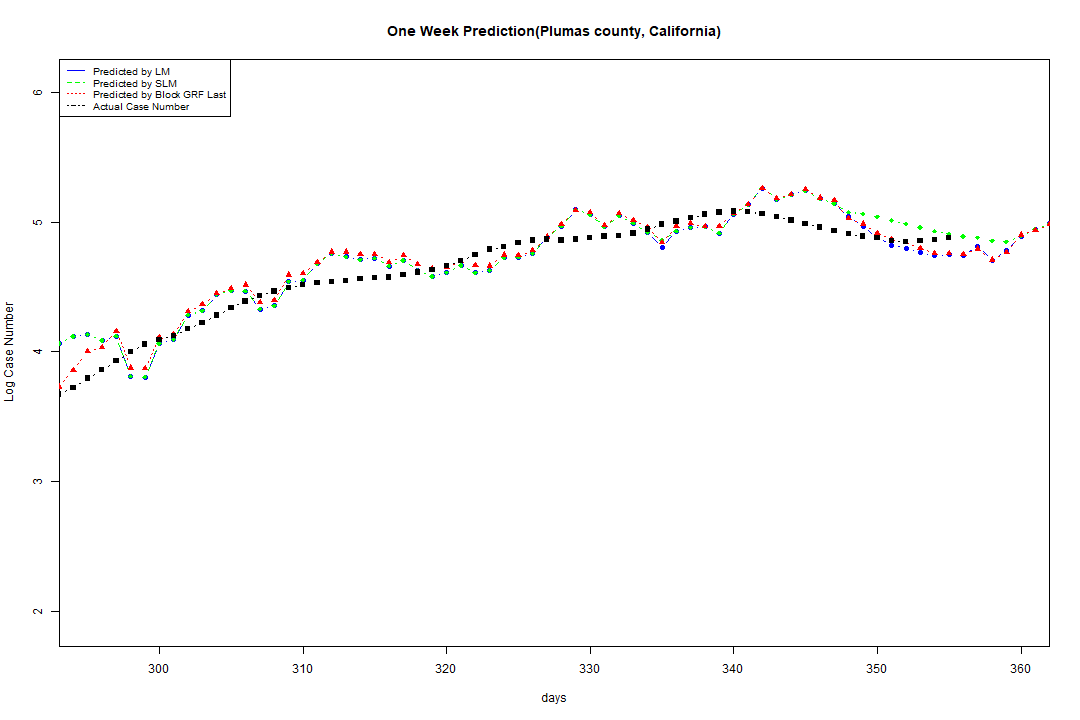 One Week Prediction(Plumas county, California)
Predicted by LM
Predicted by SLM
Predicted by Block GRF Last
Actual Case Number
6
5
4
3
2
Log Case Number
300 310 320 330 340 350 360
days